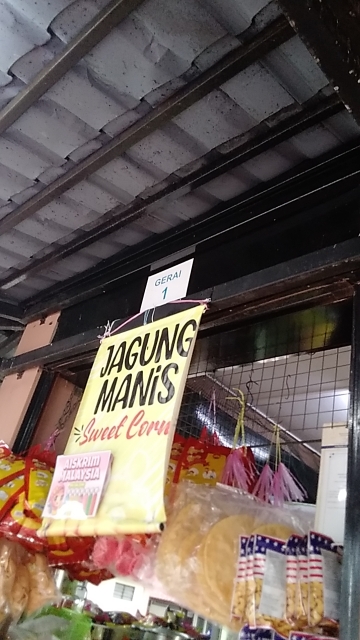 GERAI
1
JAGUNG
MANiS
Sweet Corn
AISKRIM
MALAYSIA